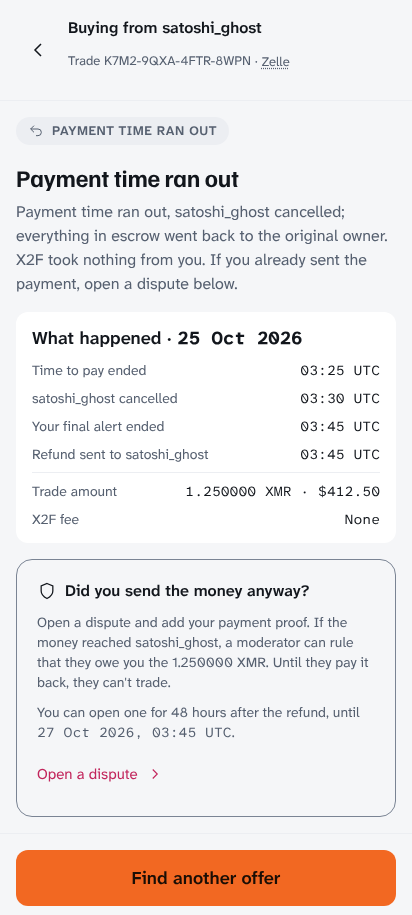 Buying from satoshi_ghost
Trade K7M2-9QXA-4FTR-8WPN · Zelle
PAYMENT TIME RAN OUT
Payment time ran out
Payment time ran out, satoshi_ghost cancelled;
everything in escrow went back to the original owner.
X2F took nothing from you. If you already sent the
payment, open a dispute below.
What happened · 25 Oct 2026
Time to pay ended 03:25 UTC
satoshi_ghost cancelled 03:30 UTC
Your final alert ended 03:45 UTC
Refund sent to satoshi_ghost 03:45 UTC
Trade amount 1.250000 XMR · $412.50
X2F fee None
Did you send the money anyway?
Open a dispute and add your payment proof. If the
money reached satoshi_ghost, a moderator can rule
that they owe you the 1.250000 XMR. Until they pay it
back, they can't trade.
You can open one for 48 hours after the refund, until
27 Oct 2026, 03:45 UTC.
Open a dispute
Find another offer